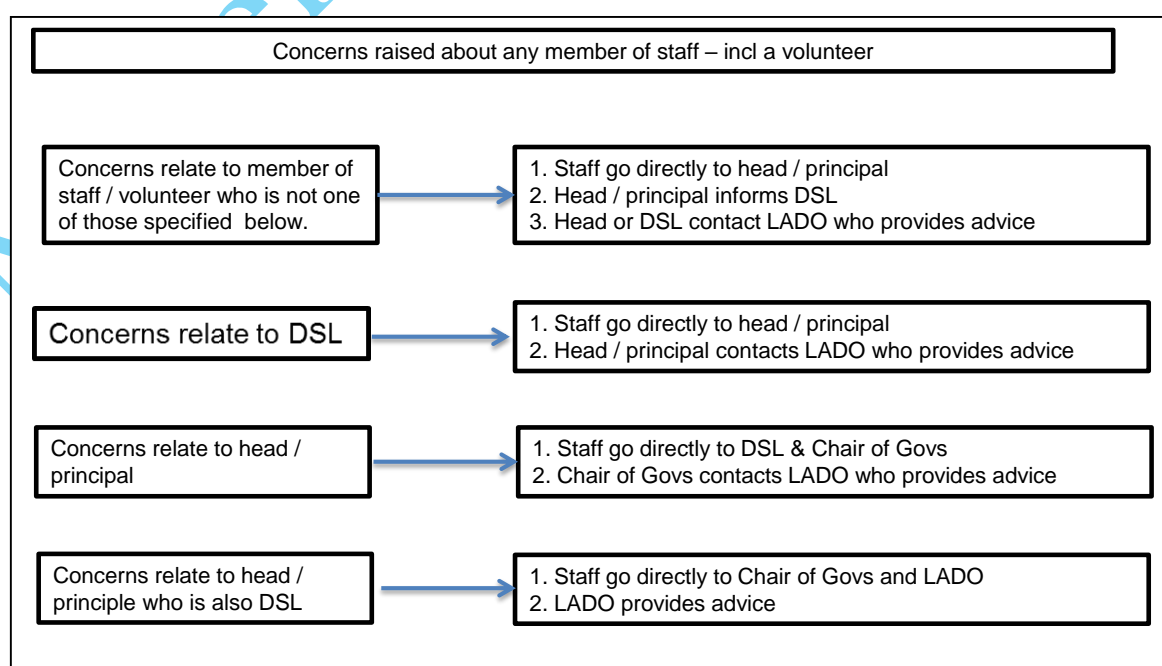 Concerns raised about any member of staff – incl a volunteer
Concerns relate to member of
staff / volunteer who is not one
of those specified  below.
1. Staff go directly to head / principal
2. Head / principal informs DSL
3. Head or DSL contact LADO who provides advice
Concerns relate to DSL
1. Staff go directly to head / principal
2. Head / principal contacts LADO who provides advice
Concerns relate to head /
principal
1. Staff go directly to DSL & Chair of Govs
2. Chair of Govs contacts LADO who provides advice
Concerns relate to head /
principle who is also DSL
1. Staff go directly to Chair of Govs and LADO
2. LADO provides advice